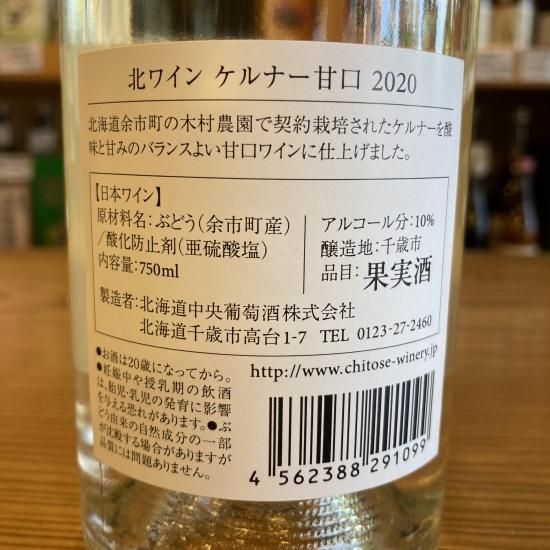 北ワイン ケルナー甘口 2020
北海道余市町の木村農園で契約栽培されたケルナーを酸
味と甘みのバランスよい甘口ワインに仕上げました。
【日本ワイン】
原材料名：ぶどう（余市町産）
/酸化防止剤（亜硫酸塩）
内容量：750ml
アルコール分：10%
醸造地：千歳市
品目：果実酒
製造者：北海道中央葡萄酒株式会社
北海道千歳市高台1-7 TEL 0123-27-2460
●お酒は20歳になってから。
●妊娠中や授乳期の飲酒
は、胎児・乳児の発育に影響
を与える恐れがあります。●ぶ
どう由来の自然成分の一部
が沈殿する場合がありますが
品質には問題ありません。
http://www.chitose-winery.jp
4 562388 291099